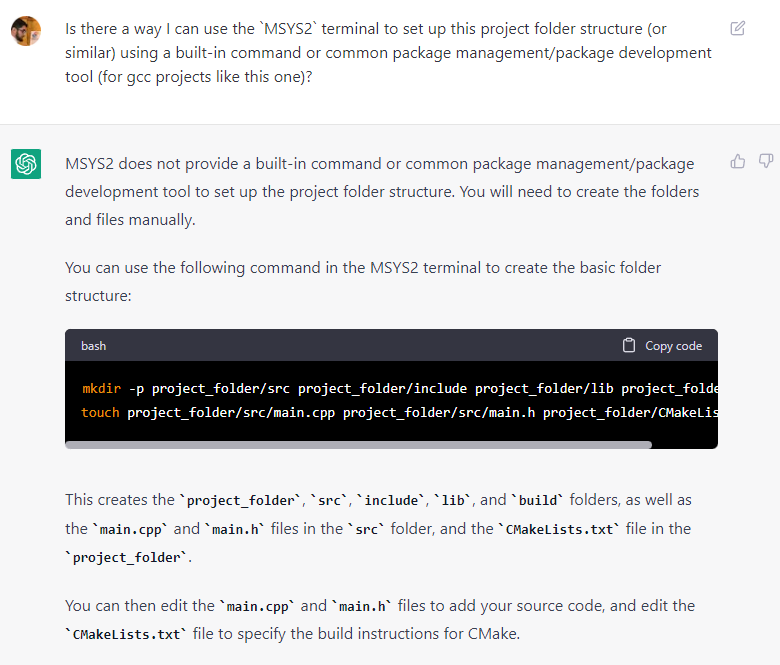 Is there a way I can use the `MSYS2` terminal to set up this project folder structure (or
similar) using a built-in command or common package management/package development
tool (for gcc projects like this one)?
MSYS2 does not provide a built-in command or common package management/package
development tool to set up the project folder structure. You will need to create the folders
and files manually.
You can use the following command in the MSYS2 terminal to create the basic folder
structure:
bash
Copy code
mkdir -p project_folder/src project_folder/include project_folder/lib project_folde
touch project_folder/src/main.cpp project_folder/src/main.h project_folder/CMakeLis
This creates the `project_folder`, `src`, `include`, `lib`, and `build` folders, as well as
the `main.cpp` and `main.h` files in the `src` folder, and the `CMakeLists.txt` file in the
`project_folder`.
You can then edit the `main.cpp` and `main.h` files to add your source code, and edit the
`CMakeLists.txt` file to specify the build instructions for CMake.